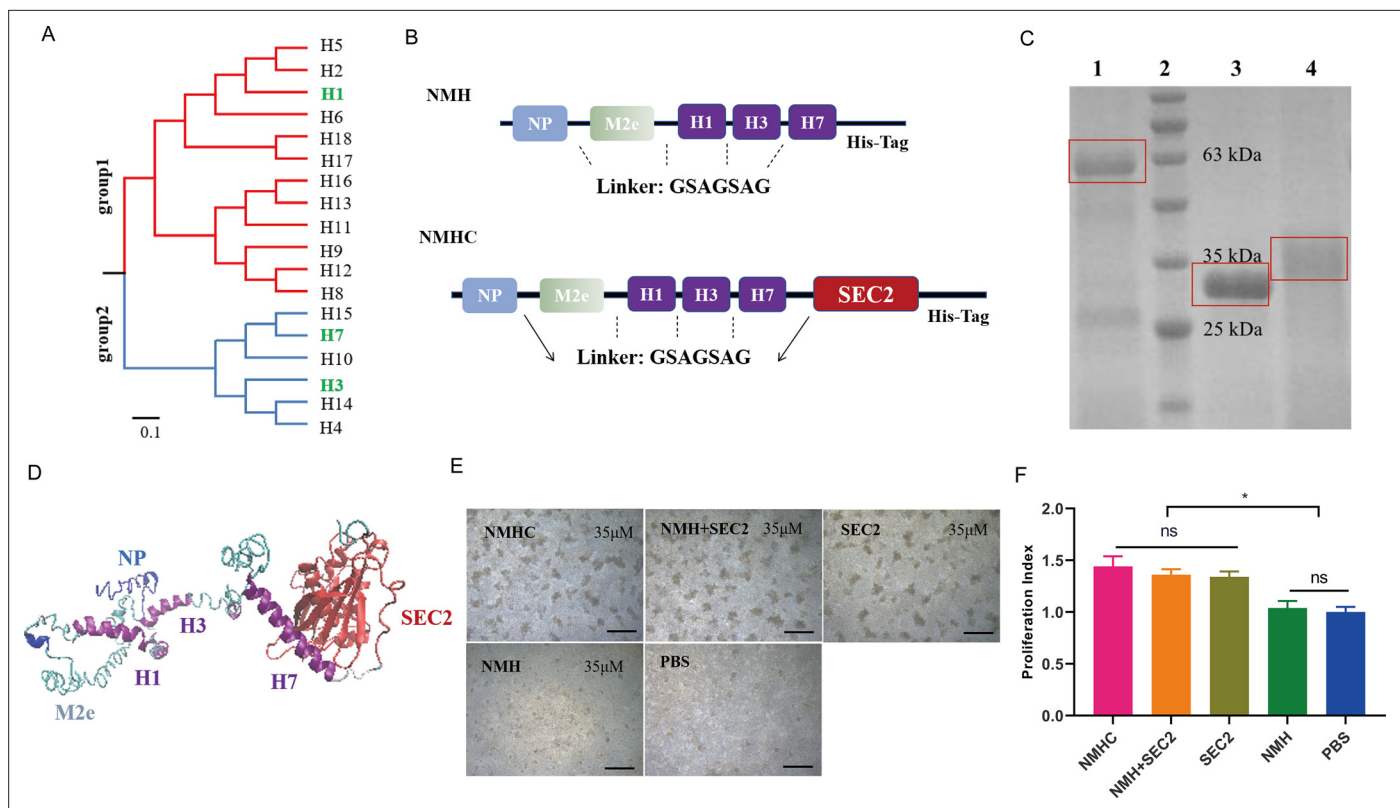 A
H5
H2
H1
H6
H18
H17
H16
H13
H11
H9
H12
H8
H15
H7
H10
H3
H14
H4
group1
group2
0.1
B
NMH
NP M2e H1 H3 H7
His-Tag
Linker: GSAGSAG
NMHC
NP M2e H1 H3 H7 SEC2
His-Tag
Linker: GSAGSAG
C
1 2 3 4
63 kDa
35 kDa
25 kDa
D
NP
H3
SEC2
H1
H7
M2e
E
NMHC 35μM
NMH+SEC2 35μM
SEC2 35μM
NMH 35μM
PBS
F
Proliferation Index
2.0
1.5
1.0
0.5
0.0
*
ns
ns
NMHC
NMH+SEC2
SEC2
NMH
PBS